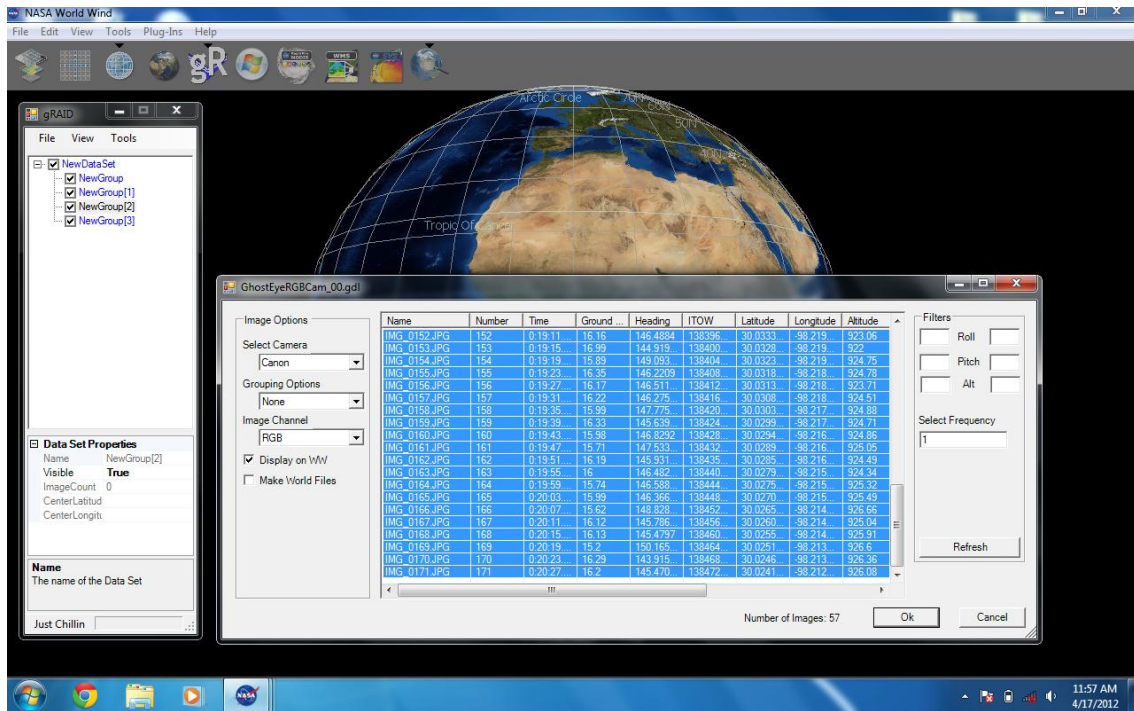 NASA World Wind
File Edit View Tools Plug-Ins Help
gR
WMS
Arctic Circle 70N 60N
50N
40N
Tropic Of
gRAID
File View Tools
NewDataSet
NewGroup
NewGroup[1]
NewGroup[2]
NewGroup[3]
Data Set Properties
Name NewGroup[2]
Visible True
ImageCount 0
CenterLatitud
CenterLongitu
Name
The name of the Data Set
Just Chillin
GhostEyeRGBCam_00.gdl
Image Options
Select Camera
Canon
Grouping Options
None
Image Channel
RGB
Display on WW
Make World Files
Name Number Time Ground ... Heading ITOW Latitude Longitude Altitude
IMG_0152.JPG 152 0:19:11.... 16.16 146.4884 138396... 30.0333... -98.219... 923.06
IMG_0153.JPG 153 0:19:15.... 16.99 144.919... 138400... 30.0328... -98.219... 922
IMG_0154.JPG 154 0:19:19.... 15.89 149.093... 138404... 30.0323... -98.219... 924.75
IMG_0155.JPG 155 0:19:23.... 16.35 146.2209 138408... 30.0318... -98.218... 924.78
IMG_0156.JPG 156 0:19:27.... 16.17 146.511... 138412... 30.0313... -98.218... 923.71
IMG_0157.JPG 157 0:19:31.... 16.22 146.275... 138416... 30.0308... -98.218... 924.51
IMG_0158.JPG 158 0:19:35.... 15.99 147.775... 138420... 30.0303... -98.217... 924.88
IMG_0159.JPG 159 0:19:39.... 16.33 145.639... 138424... 30.0299... -98.217... 924.71
IMG_0160.JPG 160 0:19:43.... 15.98 146.8292 138428... 30.0294... -98.216... 924.86
IMG_0161.JPG 161 0:19:47.... 15.71 147.533... 138432... 30.0289... -98.216... 925.05
IMG_0162.JPG 162 0:19:51.... 16.19 145.931... 138435... 30.0285... -98.216... 924.49
IMG_0163.JPG 163 0:19:55.... 16 146.482... 138440... 30.0279... -98.215... 924.34
IMG_0164.JPG 164 0:19:59.... 15.74 146.588... 138444... 30.0275... -98.215... 925.32
IMG_0165.JPG 165 0:20:03.... 15.99 146.366... 138448... 30.0270... -98.215... 925.49
IMG_0166.JPG 166 0:20:07.... 15.62 148.828... 138452... 30.0265... -98.214... 926.66
IMG_0167.JPG 167 0:20:11.... 16.12 145.786... 138456... 30.0260... -98.214... 925.04
IMG_0168.JPG 168 0:20:15.... 16.13 145.4797 138460... 30.0255... -98.214... 925.91
IMG_0169.JPG 169 0:20:19.... 15.2 150.165... 138464... 30.0251... -98.213... 926.6
IMG_0170.JPG 170 0:20:23.... 16.29 143.915... 138468... 30.0246... -98.213... 926.36
IMG_0171.JPG 171 0:20:27.... 16.2 145.470... 138472... 30.0241... -98.212... 926.08
Filters
Roll
Pitch
Alt
Select Frequency
1
Refresh
Number of Images: 57
Ok
Cancel
NASA
11:57 AM
4/17/2012